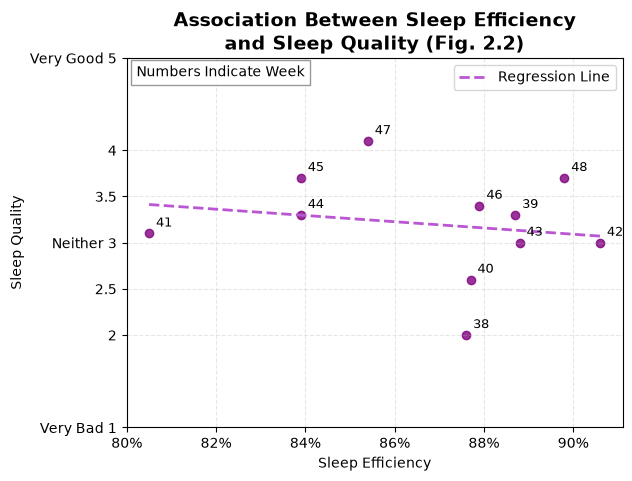 Association Between Sleep Efficiency
and Sleep Quality (Fig. 2.2)
Numbers Indicate Week
Regression Line
Very Good 5
4
3.5
Neither 3
2.5
2
Very Bad 1
Sleep Quality
47
45
48
46
44
39
41
43
42
40
38
80%
82%
84%
86%
88%
90%
Sleep Efficiency